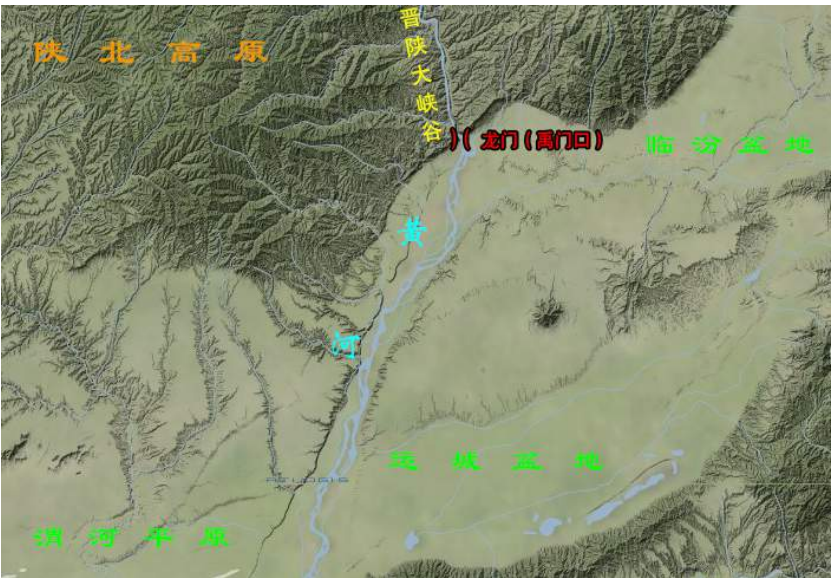 陕北高原
晋陕大峡谷
龙门(禹门口)
临汾盆地
黄河
运城盆地
渭河平原